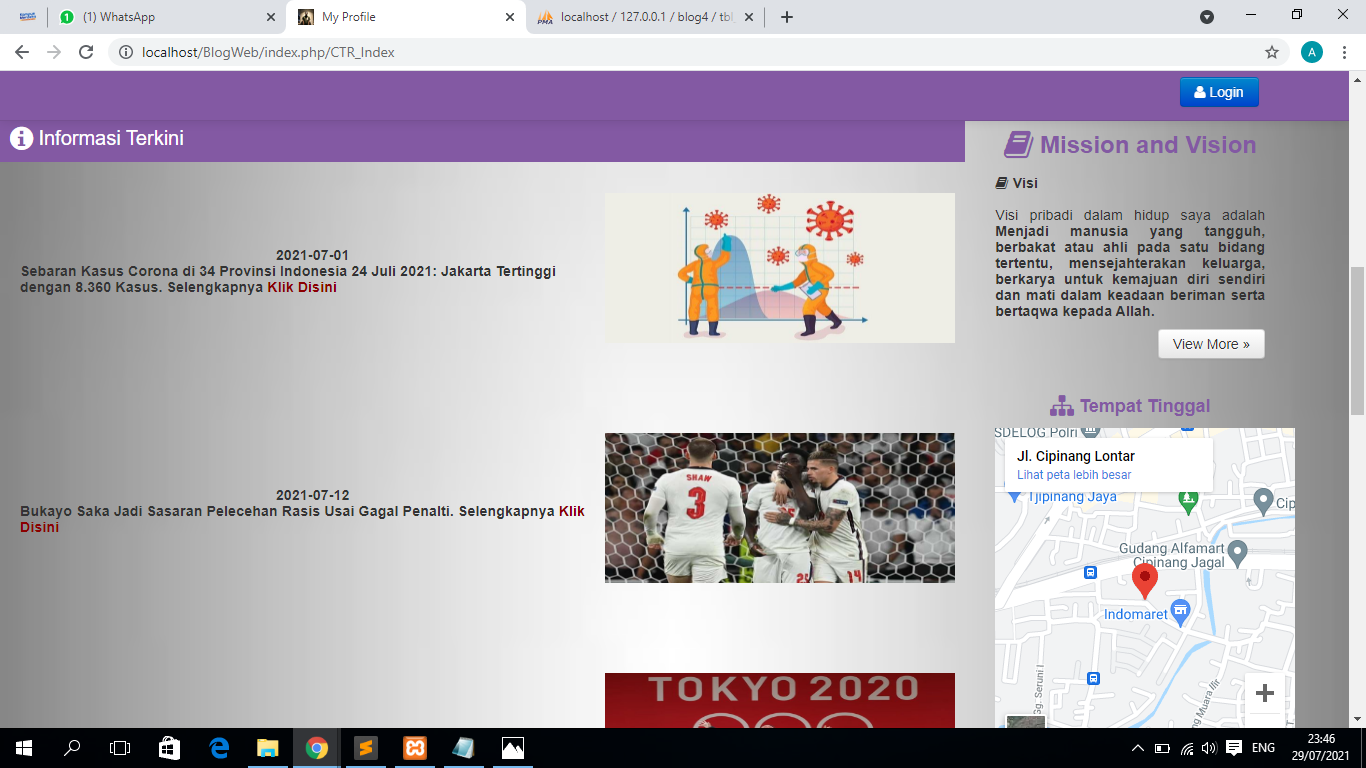 (1) WhatsApp
My Profile
localhost / 127.0.0.1 / blog4 / tbl
localhost/BlogWeb/index.php/CTR_Index
A
Login
Informasi Terkini
2021-07-01
Sebaran Kasus Corona di 34 Provinsi Indonesia 24 Juli 2021: Jakarta Tertinggi
dengan 8.360 Kasus. Selengkapnya Klik Disini
2021-07-12
Bukayo Saka Jadi Sasaran Pelecehan Rasis Usai Gagal Penalti. Selengkapnya Klik
Disini
SHAW
3
14
TOKYO 2020
Mission and Vision
Visi
Visi pribadi dalam hidup saya adalah
Menjadi manusia yang tangguh,
berbakat atau ahli pada satu bidang
tertentu, mensejahterakan keluarga,
berkarya untuk kemajuan diri sendiri
dan mati dalam keadaan beriman serta
bertaqwa kepada Allah.
View More »
Tempat Tinggal
SDELOG Polri
Jl. Cipinang Lontar
Lihat peta lebih besar
Tjipinang Jaya
Cip
Gudang Alfamart
Cipinang Jagal
Indomaret
Gg. Seruni I
Muara Ilir
ENG
23:46
29/07/2021